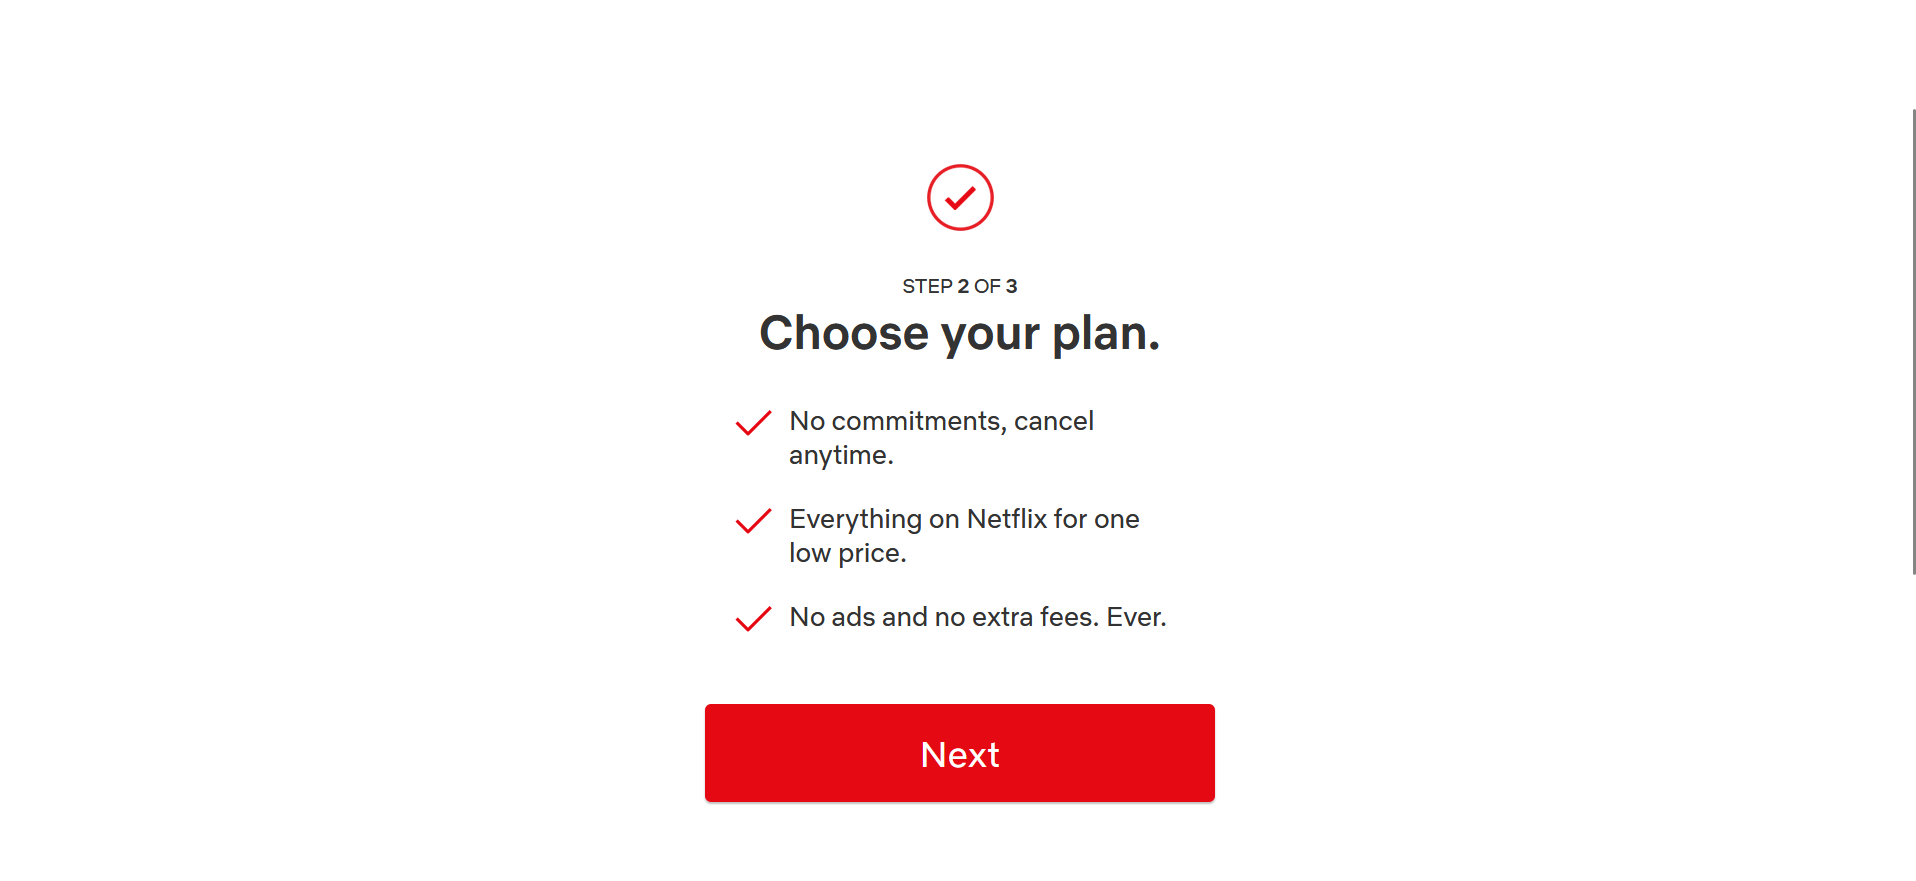 STEP 2 OF 3
Choose your plan.
No commitments, cancel
anytime.
Everything on Netflix for one
low price.
No ads and no extra fees. Ever.
Next